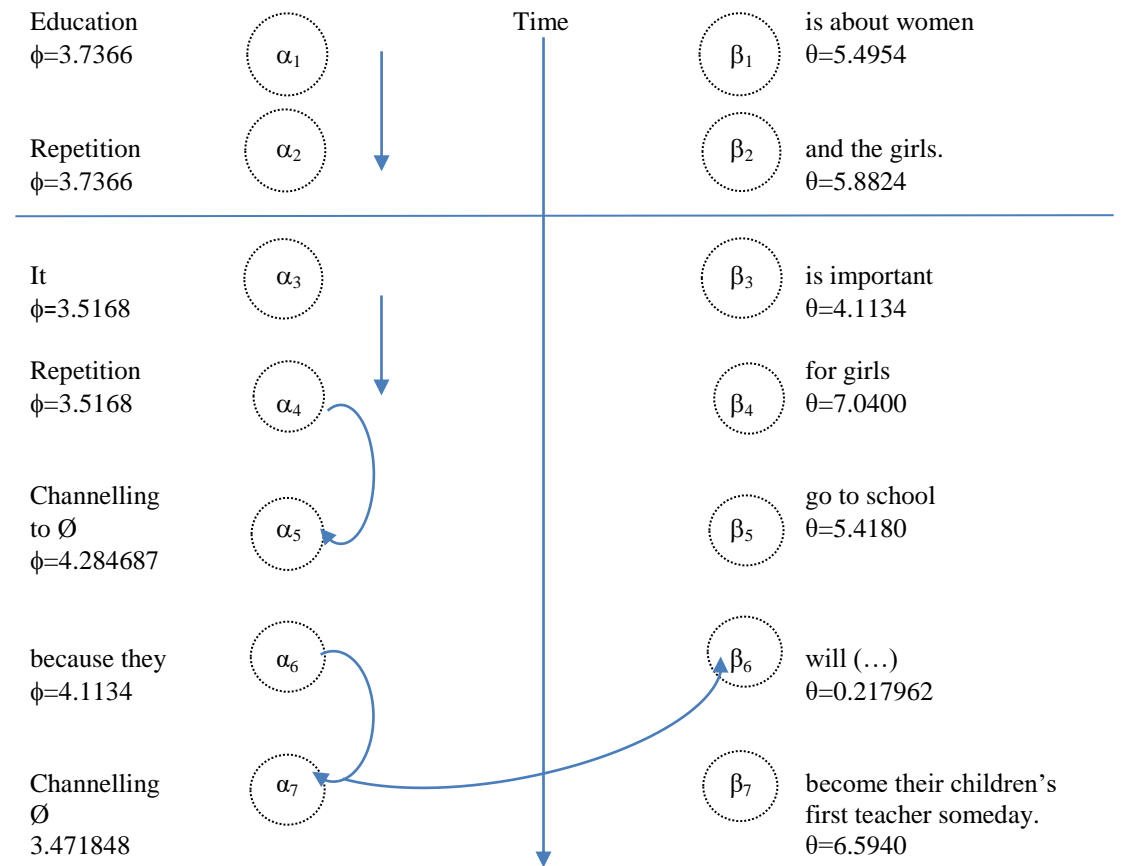 Education
ϕ=3.7366
α₁
Time
β₁
is about women
θ=5.4954
Repetition
ϕ=3.7366
α₂
β₂
and the girls.
θ=5.8824
It
ϕ=3.5168
α₃
β₃
is important
θ=4.1134
Repetition
ϕ=3.5168
α₄
β₄
for girls
θ=7.0400
Channelling
to Ø
ϕ=4.284687
α₅
β₅
go to school
θ=5.4180
because they
ϕ=4.1134
α₆
β₆
will (…)
θ=0.217962
Channelling
Ø
3.471848
α₇
β₇
become their children’s
first teacher someday.
θ=6.5940